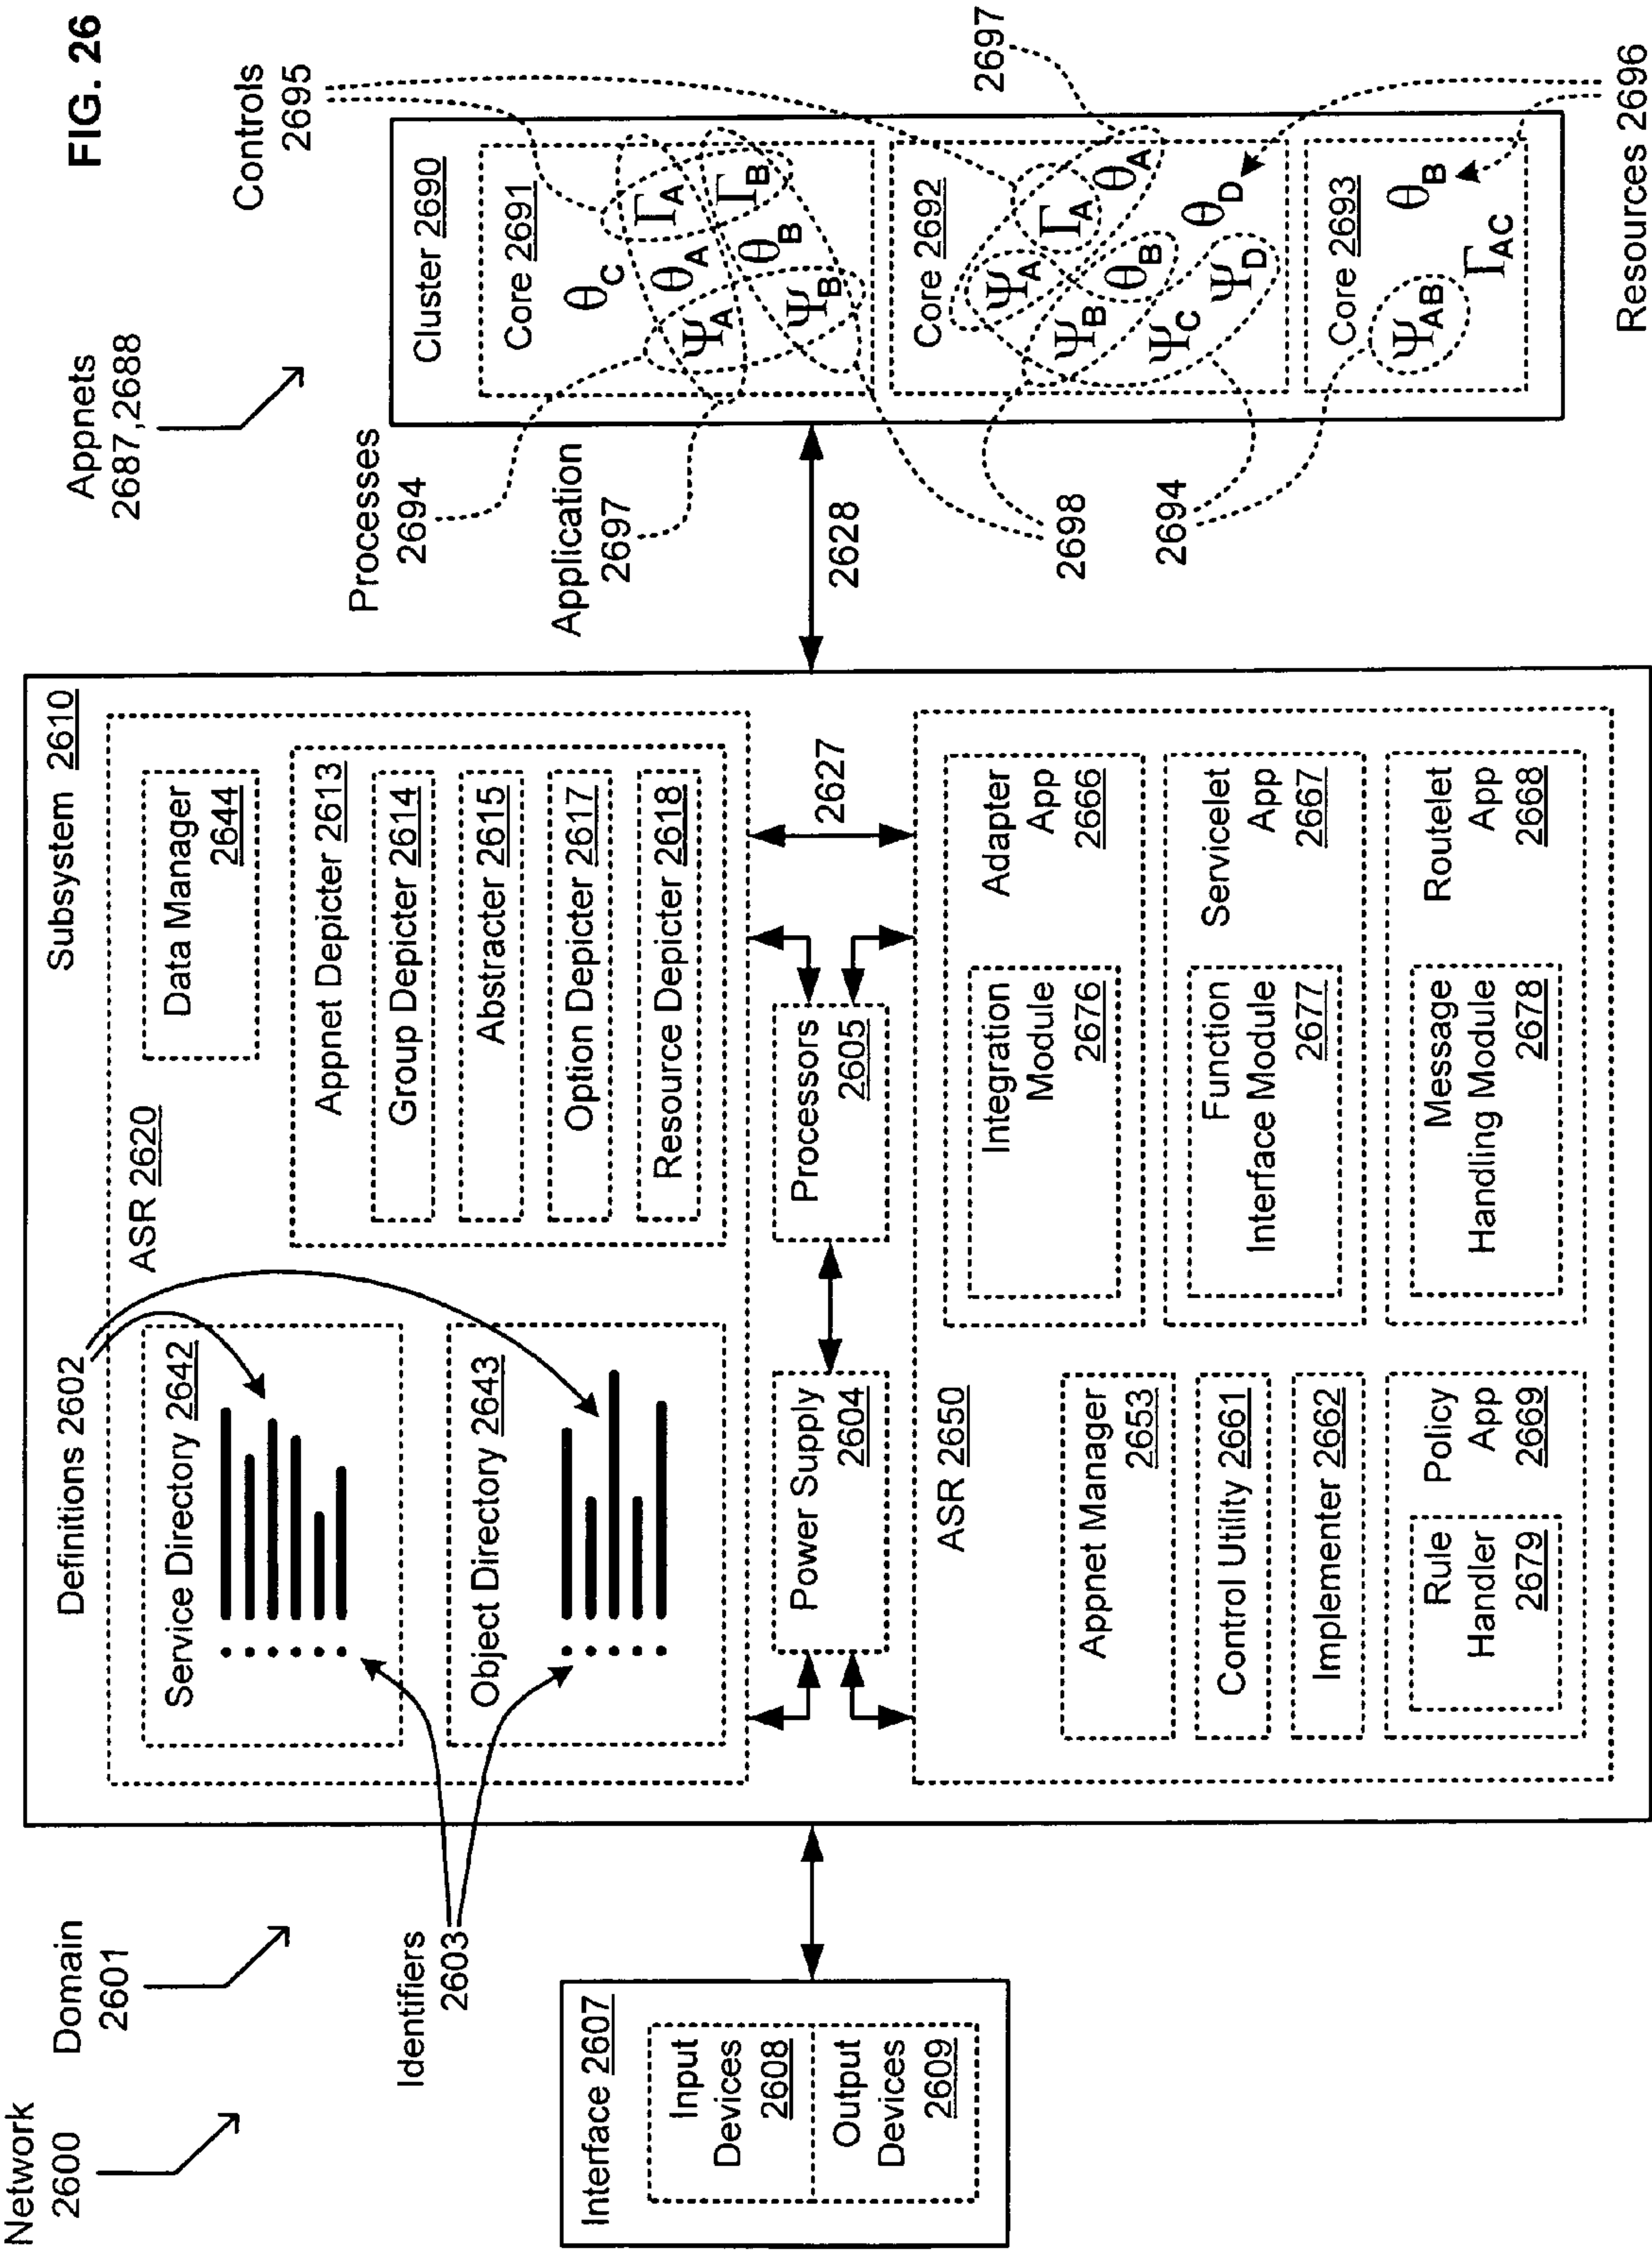 FIG. 26
Network
2600
Domain
2601
Identifiers
2603
Interface 2607
Input
Devices
2608
Output
Devices
2609
Definitions 2602
Subsystem 2610
ASR 2620
Service Directory 2642
Object Directory 2643
Data Manager
2644
Appnet Depicter 2613
Group Depicter 2614
Abstracter 2615
Option Depicter 2617
Resource Depicter 2618
Power Supply
2604
Processors
2605
2627
ASR 2650
Appnet Manager
2653
Control Utility 2661
Implementer 2662
Policy
App
2669
Rule
Handler
2679
Adapter
App
2666
Integration
Module
2676
Servicelet
App
2667
Function
Interface Module
2677
Routelet
App
2668
Message
Handling Module
2678
2628
Appnets
2687,2688
Processes
2694
Application
2697
2698
2694
Controls
2695
2697
Resources 2696
Cluster 2690
Core 2691
θC
ΨA θA ΓA
ΨB θB ΓB
Core 2692
ΨA ΓA θA
ΨB θB
ΨC ΨD θD
Core 2693
ΨAB ΓAC θB